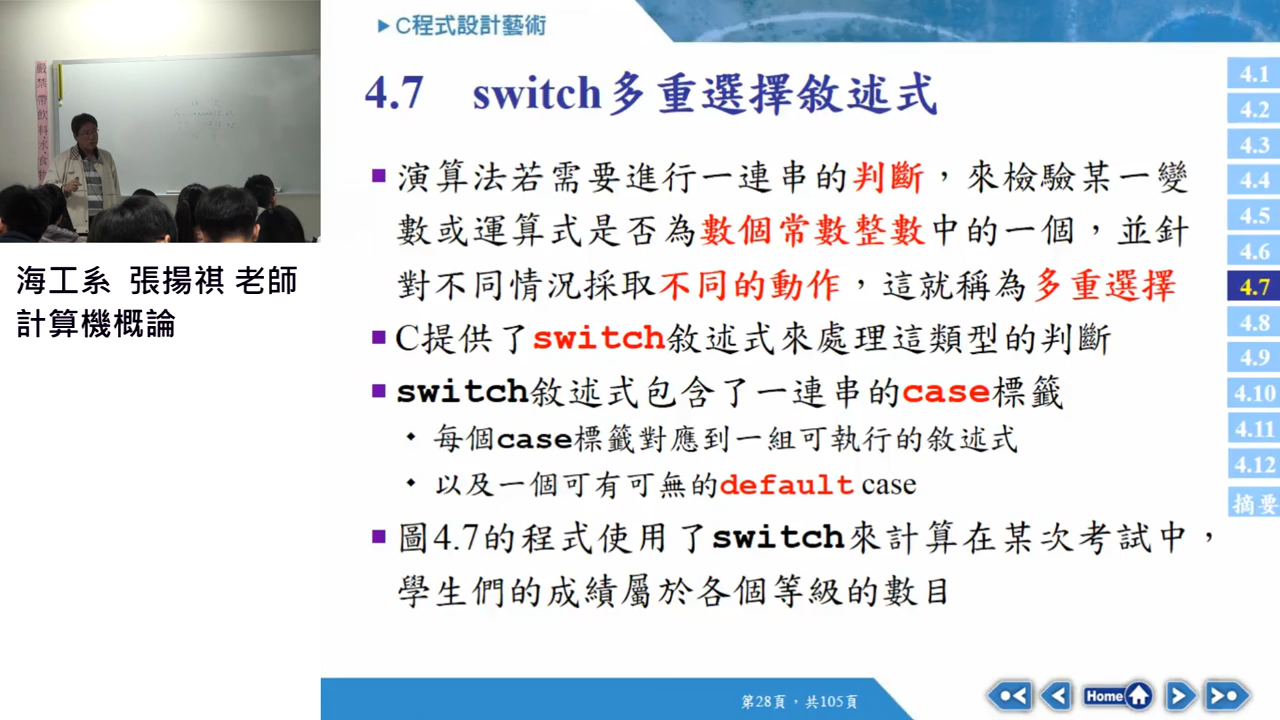 C程式設計藝術
4.7 switch多重選擇敘述式
演算法若需要進行一連串的判斷，來檢驗某一變
數或運算式是否為數個常數整數中的一個，並針
對不同情況採取不同的動作，這就稱為多重選擇
C提供了switch敘述式來處理這類型的判斷
switch敘述式包含了一連串的case標籤
每個case標籤對應到一組可執行的敘述式
以及一個可有可無的default case
圖4.7的程式使用了switch來計算在某次考試中，
學生們的成績屬於各個等級的數目
4.1
4.2
4.3
4.4
4.5
4.6
4.7
4.8
4.9
4.10
4.11
4.12
摘要
嚴禁帶飲料水食
海工系 張揚祺 老師
計算機概論
第28頁，共105頁
Home